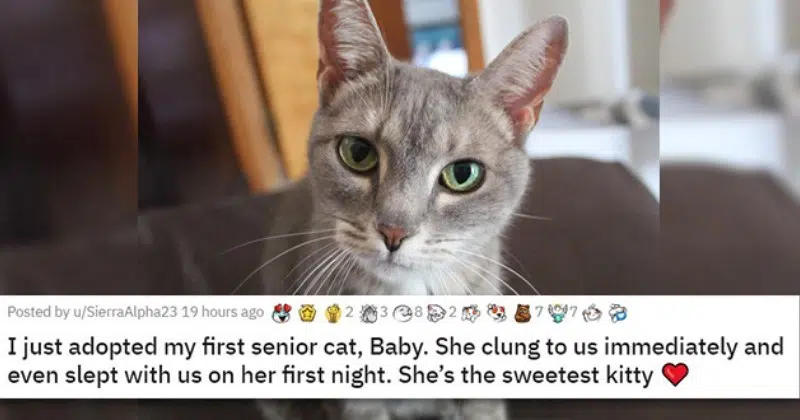 Posted by u/SierraAlpha23 19 hours ago 2 3 8 2 7 7
I just adopted my first senior cat, Baby. She clung to us immediately and
even slept with us on her first night. She’s the sweetest kitty ❤️